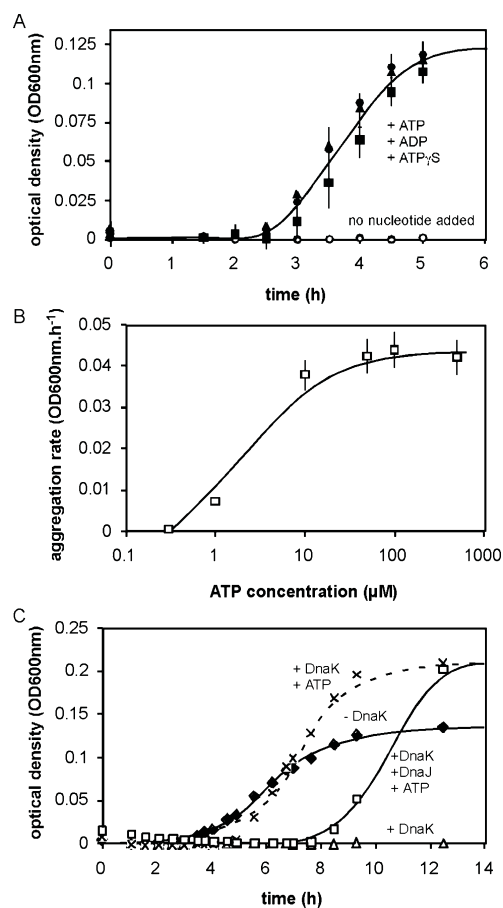 A
optical density (OD600nm)
0.125
0.1
0.075
0.05
0.025
0
+ ATP
+ ADP
+ ATPγS
no nucleotide added
0 1 2 3 4 5 6
time (h)
B
aggregation rate (OD600nm.h-1)
0.05
0.04
0.03
0.02
0.01
0
0.1 1 10 100 1000
ATP concentration (µM)
C
optical density (OD600nm)
0.25
0.2
0.15
0.1
0.05
0
+ DnaK
+ ATP
- DnaK
+DnaK
+DnaJ
+ ATP
+ DnaK
0 2 4 6 8 10 12 14
time (h)